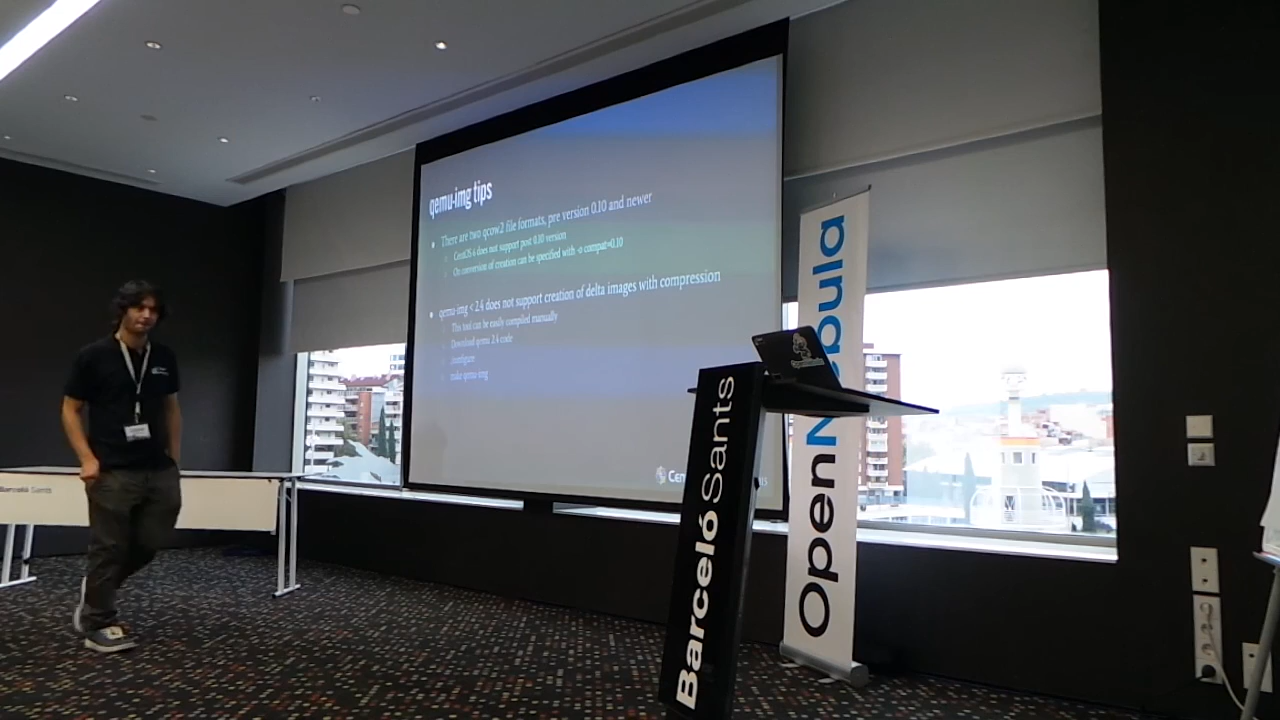 qemu-img tips
There are two qcow2 file formats, pre version 0.10 and newer
CentOS 6 does not support post 0.10 version
On conversion of creation can be specified with -o compat=0.10
qemu-img < 2.4 does not support creation of delta images with compression
This tool can be easily compiled manually
Download qemu 2.4 code
./configure
make qemu-img
Cen
OpenN bula
Barceló Sants
Barceló Sants